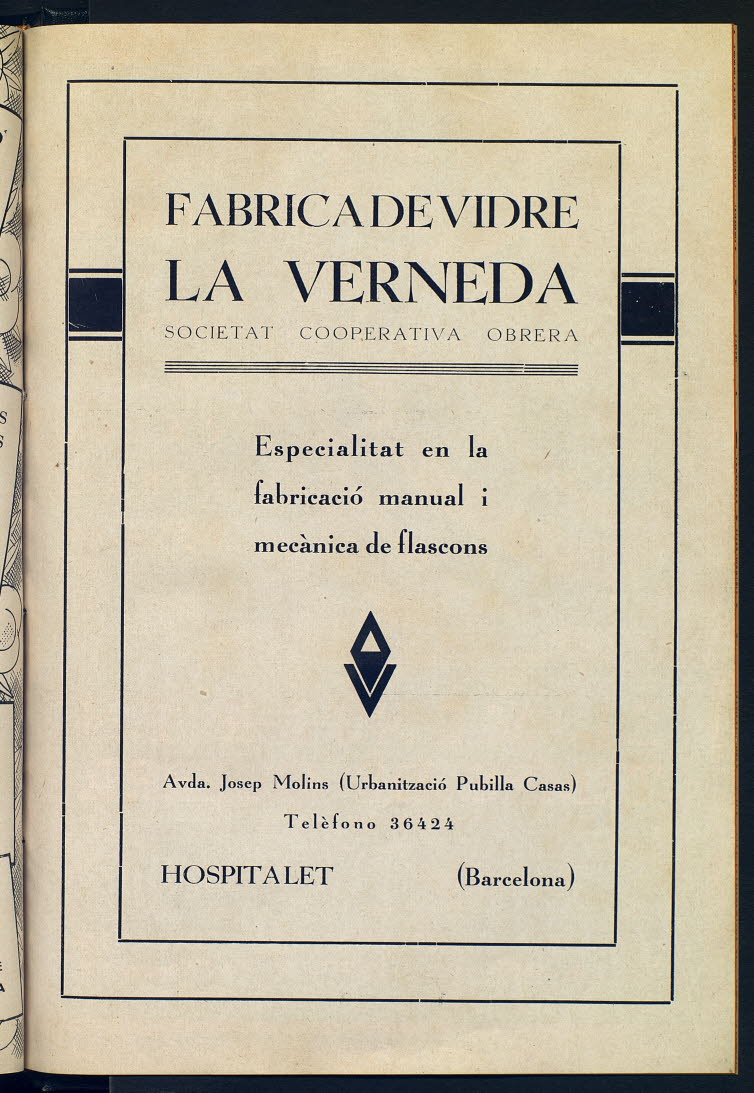 FABRICA DE VIDRE
LA VERNEDA
SOCIETAT COOPERATIVA OBRERA
Especialitat en la
fabricació manual i
mecànica de flascons
Avda. Josep Molins (Urbanització Pubilla Casas)
Telèfono 36424
HOSPITALET (Barcelona)